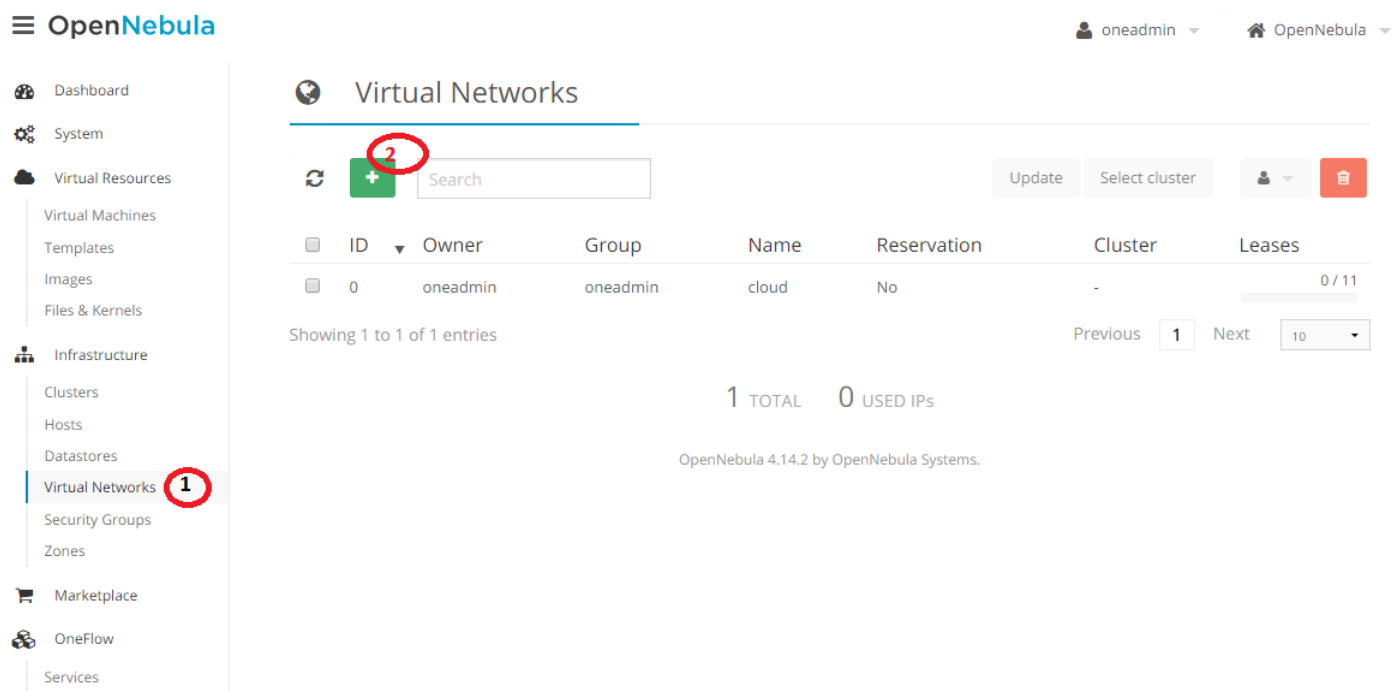 OpenNebula
oneadmin
OpenNebula
Dashboard
System
Virtual Resources
Virtual Machines
Templates
Images
Files & Kernels
Infrastructure
Clusters
Hosts
Datastores
Virtual Networks 1
Security Groups
Zones
Marketplace
OneFlow
Services
Virtual Networks
2
+ Search Update Select cluster
ID Owner Group Name Reservation Cluster Leases
0 oneadmin oneadmin cloud No - 0 / 11
Showing 1 to 1 of 1 entries Previous 1 Next 10
1 TOTAL 0 USED IPs
OpenNebula 4.14.2 by OpenNebula Systems.